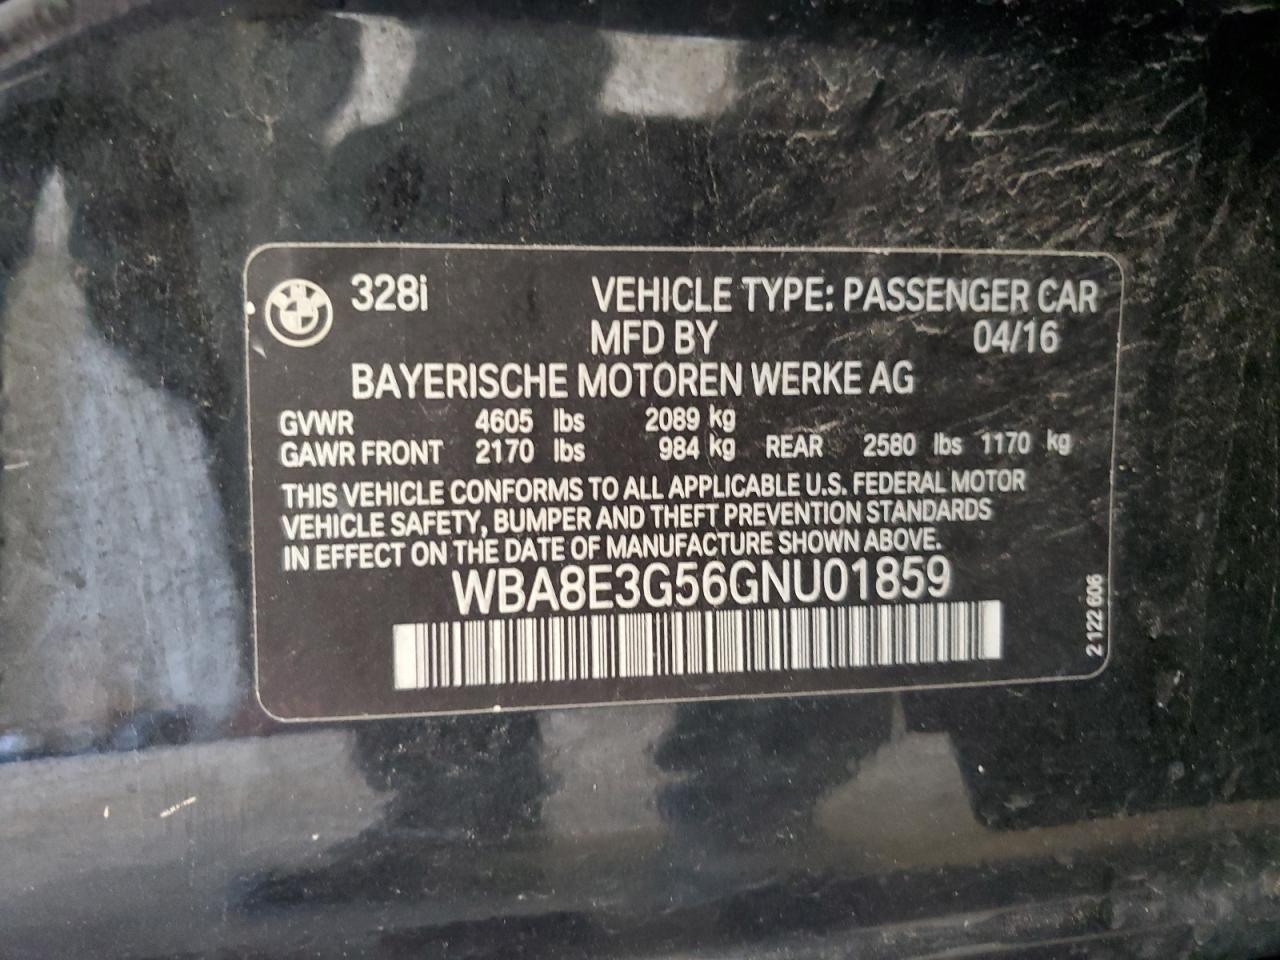 328i VEHICLE TYPE: PASSENGER CAR
MFD BY 04/16
BAYERISCHE MOTOREN WERKE AG
GVWR 4605 lbs 2089 kg
GAWR FRONT 2170 lbs 984 kg REAR 2580 lbs 1170 kg
THIS VEHICLE CONFORMS TO ALL APPLICABLE U.S. FEDERAL MOTOR
VEHICLE SAFETY, BUMPER AND THEFT PREVENTION STANDARDS
IN EFFECT ON THE DATE OF MANUFACTURE SHOWN ABOVE.
WBA8E3G56GNU01859
2 122 606